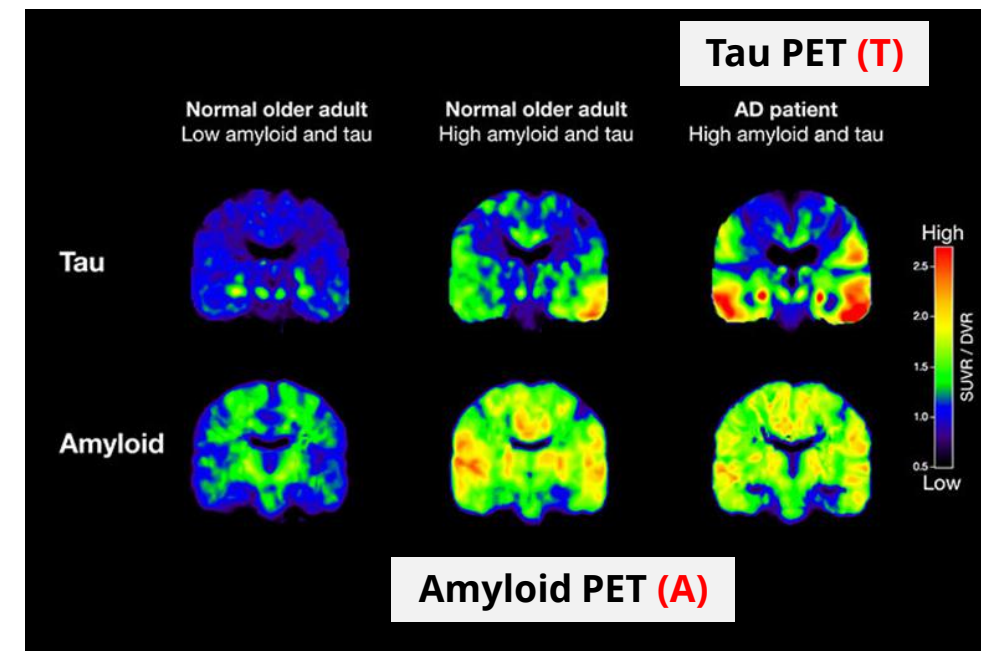 Tau PET (T)
Normal older adult
Low amyloid and tau
Normal older adult
High amyloid and tau
AD patient
High amyloid and tau
Tau
Amyloid
High
2.5
2.0
1.5
1.0
0.5
Low
SUVR / DVR
Amyloid PET (A)